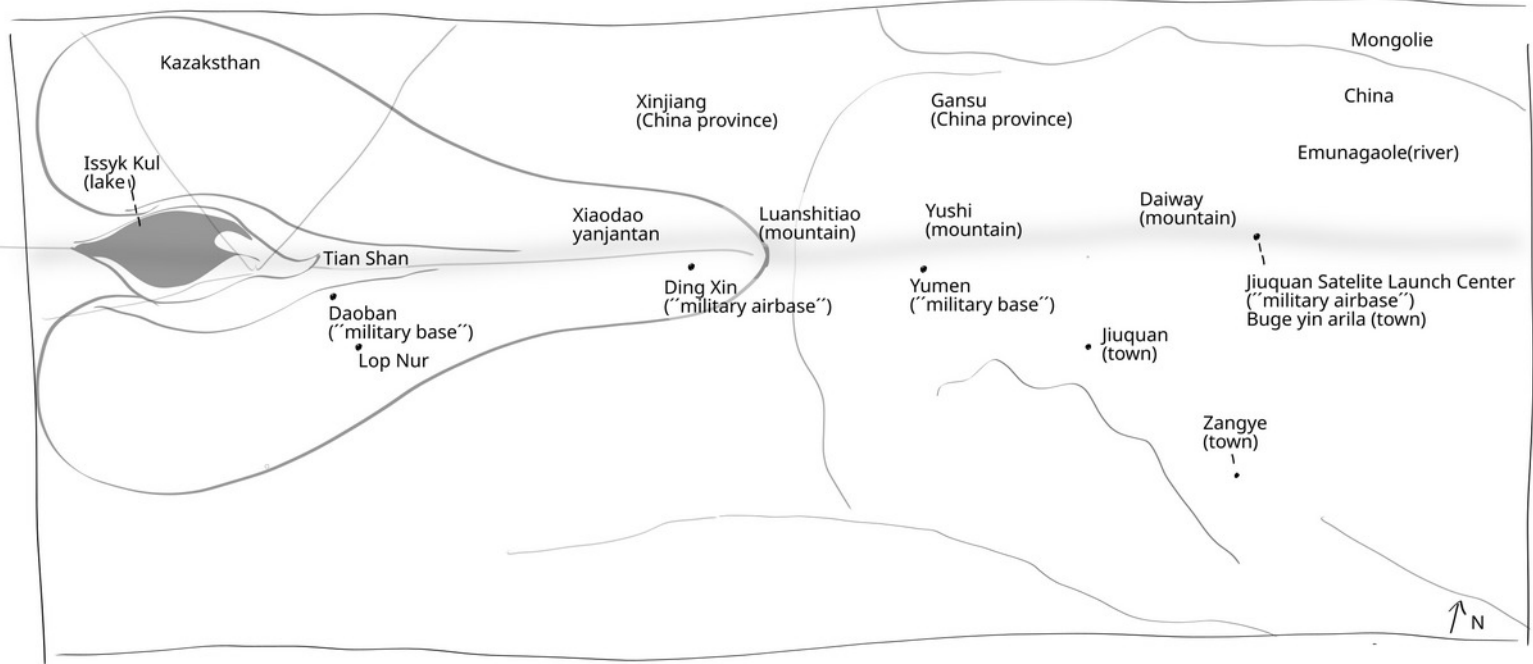 Mongolie
Kazaksthan
China
Xinjiang
(China province)
Gansu
(China province)
Emunagaole(river)
Issyk Kul
(lake)
Daiway
(mountain)
Xiaodao
yanjantan
Luanshitiao
(mountain)
Yushi
(mountain)
Tian Shan
Ding Xin
(´´military airbase´´)
Yumen
(´´military base´´)
Jiuquan Satelite Launch Center
(´´military airbase´´)
Buge yin arila (town)
Daoban
(´´military base´´)
Lop Nur
Jiuquan
(town)
Zangye
(town)
N